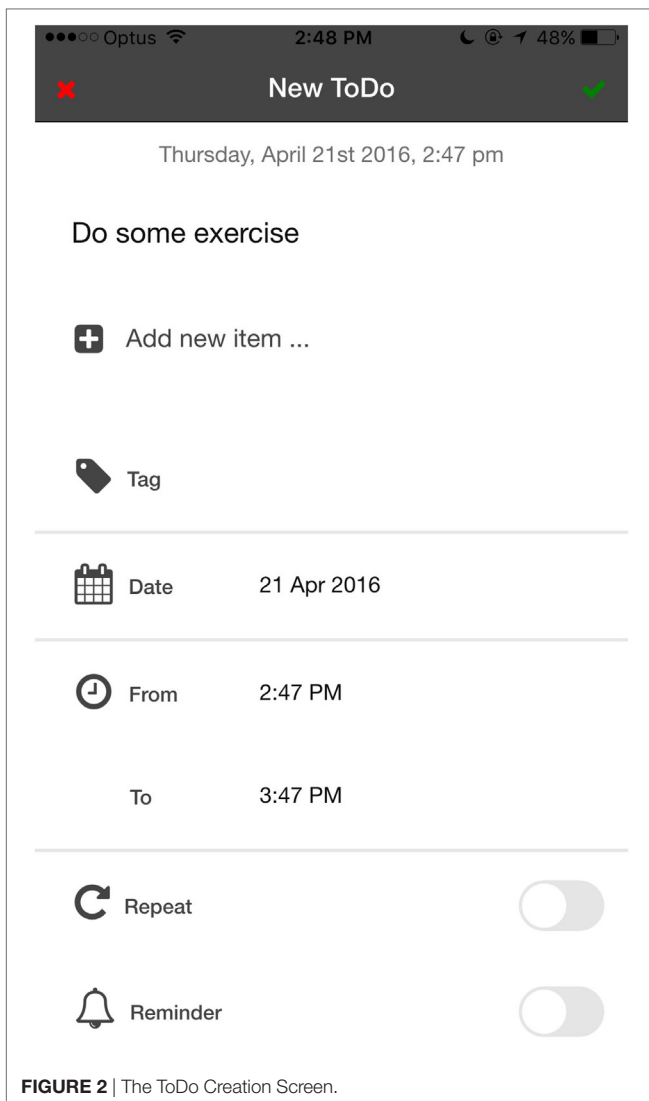 Optus 2:48 PM 48%
New ToDo
Thursday, April 21st 2016, 2:47 pm
Do some exercise
Add new item ...
Tag
Date 21 Apr 2016
From 2:47 PM
To 3:47 PM
Repeat
Reminder
FIGURE 2 | The ToDo Creation Screen.